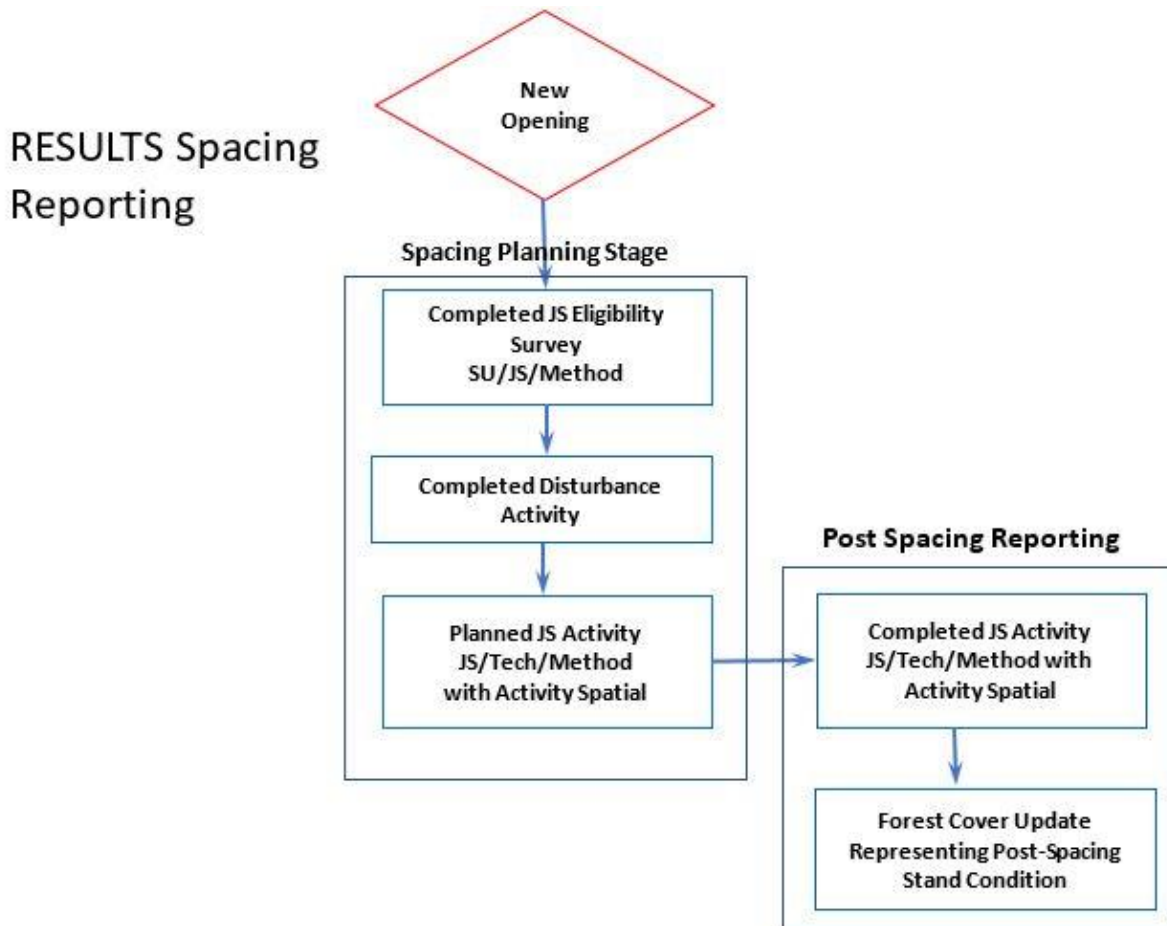 RESULTS Spacing
Reporting
New
Opening
Spacing Planning Stage
Completed JS Eligibility
Survey
SU/JS/Method
Completed Disturbance
Activity
Planned JS Activity
JS/Tech/Method
with Activity Spatial
Post Spacing Reporting
Completed JS Activity
JS/Tech/Method with
Activity Spatial
Forest Cover Update
Representing Post-Spacing
Stand Condition